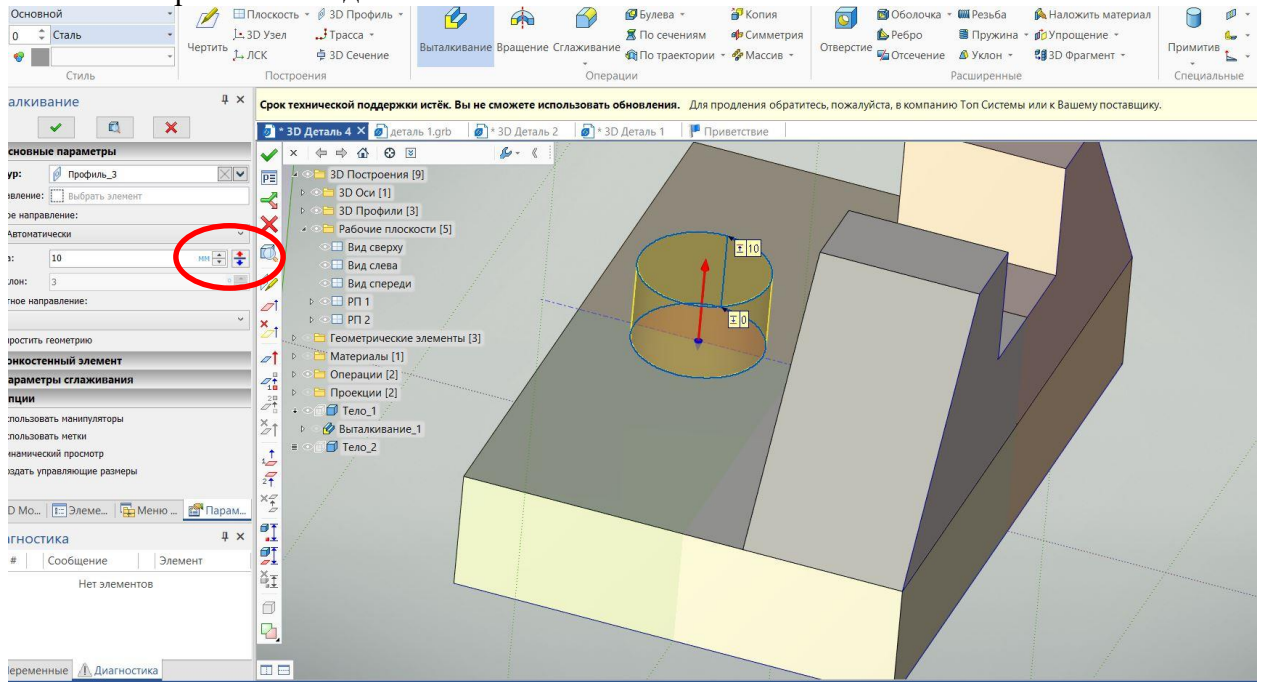 Основной
Плоскость
3D Профиль
Булева
Копия
Оболочка
Резьба
Наложить материал
0
Сталь
3D Узел
Трасса
По сечениям
Симметрия
Ребро
Пружина
Упрощение
Чертить
ЛСК
3D Сечение
Выталкивание
Вращение
Сглаживание
По траектории
Массив
Отверстие
Отсечение
Уклон
3D Фрагмент
Примитив
Стиль
Построения
Операции
Расширенные
Специальные
алкивание
Срок технической поддержки истёк. Вы не сможете использовать обновления. Для продления обратитесь, пожалуйста, в компанию Топ Системы или к Вашему поставщику.
* 3D Деталь 4
деталь 1.grb
* 3D Деталь 2
* 3D Деталь 1
Приветствие
сновные параметры
ур:
Профиль_3
авление:
Выбрать элемент
ое направление:
Автоматически
а:
10
мм
лон:
3
тное направление:
ростить геометрию
онкостенный элемент
араметры сглаживания
пции
спользовать манипуляторы
спользовать метки
инамический просмотр
оздать управляющие размеры
3D Построения [9]
3D Оси [1]
3D Профили [3]
Рабочие плоскости [5]
Вид сверху
Вид слева
Вид спереди
РП 1
РП 2
Геометрические элементы [3]
Материалы [1]
Операции [2]
Проекции [2]
Тело_1
Выталкивание_1
Тело_2
10
0
D Мо...
Элеме...
Меню ...
Парам...
агностика
#
Сообщение
Элемент
Нет элементов
еременные
Диагностика